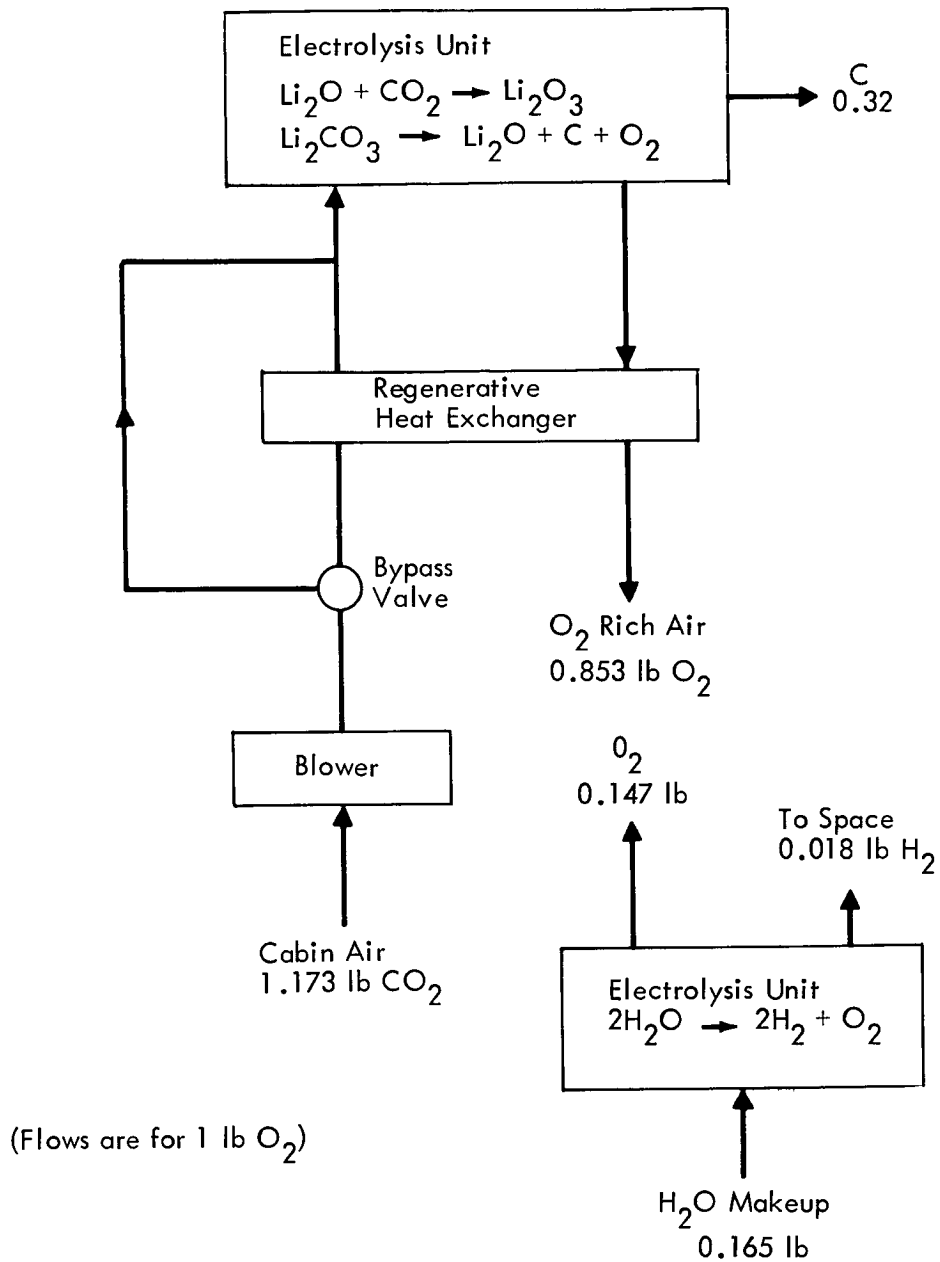 Electrolysis Unit
Li₂O + CO₂ → Li₂O₃
Li₂CO₃ → Li₂O + C + O₂
C
0.32
Regenerative
Heat Exchanger
Bypass
Valve
O₂ Rich Air
0.853 lb O₂
Blower
O₂
0.147 lb
To Space
0.018 lb H₂
Cabin Air
1.173 lb CO₂
Electrolysis Unit
2H₂O → 2H₂ + O₂
(Flows are for 1 lb O₂)
H₂O Makeup
0.165 lb